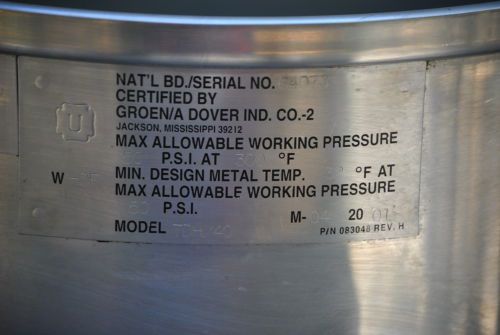 NAT'L BD./SERIAL NO.
U
CERTIFIED BY
GROEN/A DOVER IND. CO.-2
JACKSON, MISSISSIPPI 39212
MAX ALLOWABLE WORKING PRESSURE
P.S.I. AT °F
MIN. DESIGN METAL TEMP. °F AT
W
MAX ALLOWABLE WORKING PRESSURE
P.S.I.
M- 20
MODEL
P/N 083048 REV. H